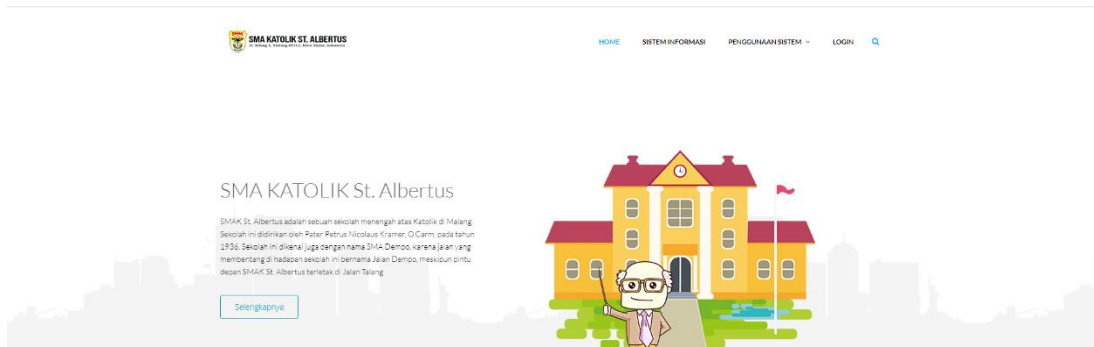 SMA KATOLIK ST. ALBERTUS
HOME
SISTEM INFORMASI
PENGGUNAAN SISTEM
LOGIN
SMA KATOLIK St. Albertus
SMAK St. Albertus adalah sebuah sekolah menengah atas Katolik di Malang.
Sekolah ini didirikan oleh Pater Petrus Nicolaus Kramer, O.Carm. pada tahun
1936. Sekolah ini dikenal juga dengan nama SMA Dempo, karena jalan yang
membentang di hadapan sekolah ini bernama Jalan Dempo, meskipun pintu
depan SMAK St. Albertus terletak di Jalan Talang
Selengkapnya